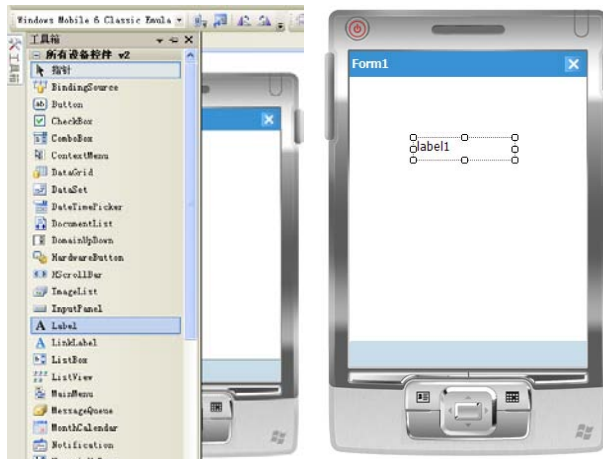 Windows Mobile 6 Classic Emula
工具箱
所有设备控件 v2
指针
BindingSource
Button
CheckBox
ComboBox
ContextMenu
DataGrid
DataSet
DateTimePicker
DocumentList
DomainUpDown
HardwareButton
HScrollBar
ImageList
InputPanel
A Label
A LinkLabel
ListBox
ListView
MainMenu
MessageQueue
MonthCalendar
Notification
Form1
label1